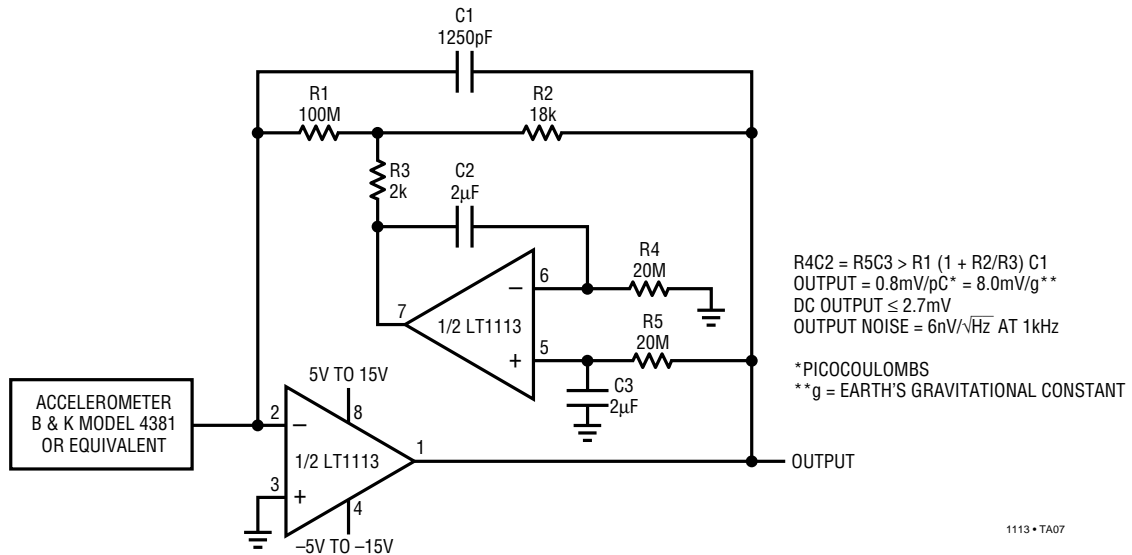 C1
1250pF
R1
100M
R2
18k
R3
2k
C2
2µF
R4
20M
6
–
7
1/2 LT1113
R5
20M
5
+
C3
2µF
R4C2 = R5C3 > R1 (1 + R2/R3) C1
OUTPUT = 0.8mV/pC* = 8.0mV/g**
DC OUTPUT ≤ 2.7mV
OUTPUT NOISE = 6nV/√Hz AT 1kHz
*PICOCOULOMBS
**g = EARTH'S GRAVITATIONAL CONSTANT
ACCELEROMETER
B & K MODEL 4381
OR EQUIVALENT
5V TO 15V
8
2
–
1/2 LT1113
1
3
+
4
–5V TO –15V
OUTPUT
1113 • TA07